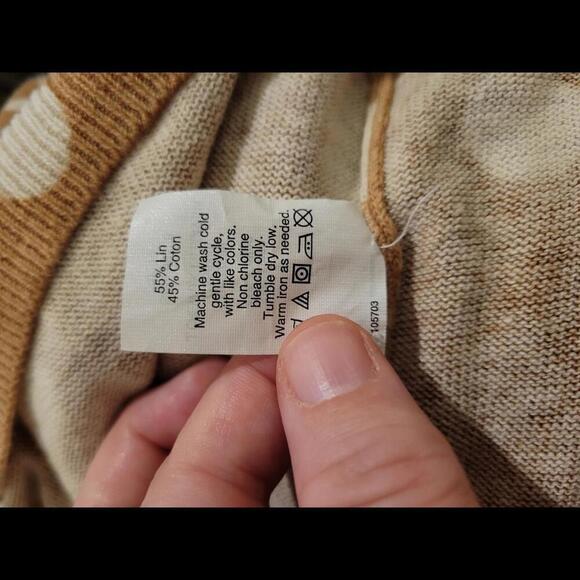 55% Lin
45% Coton
Machine wash cold
gentle cycle,
with like colors.
Non chlorine
bleach only.
Tumble dry low.
Warm iron as needed.
105703